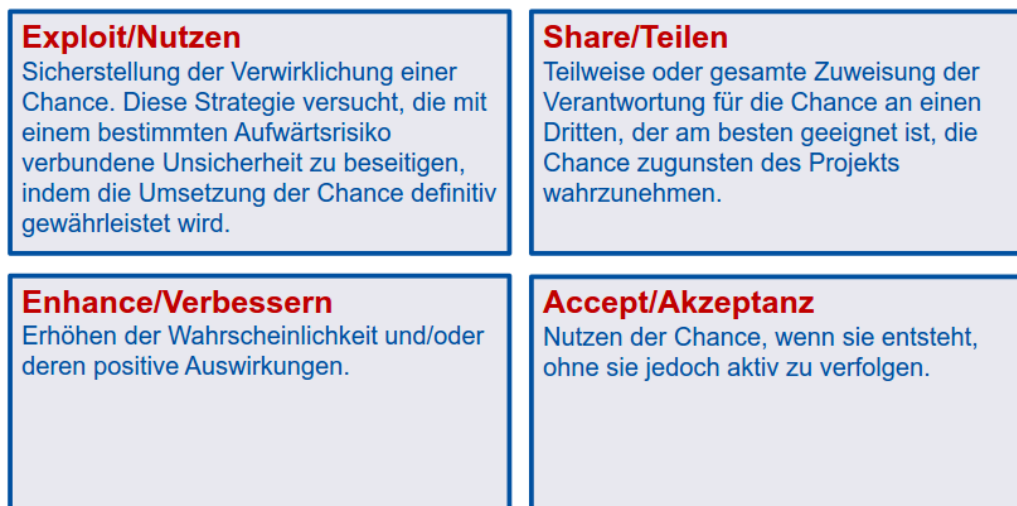 Exploit/Nutzen
Sicherstellung der Verwirklichung einer
Chance. Diese Strategie versucht, die mit
einem bestimmten Aufwärtsrisiko
verbundene Unsicherheit zu beseitigen,
indem die Umsetzung der Chance definitiv
gewährleistet wird.
Share/Teilen
Teilweise oder gesamte Zuweisung der
Verantwortung für die Chance an einen
Dritten, der am besten geeignet ist, die
Chance zugunsten des Projekts
wahrzunehmen.
Enhance/Verbessern
Erhöhen der Wahrscheinlichkeit und/oder
deren positive Auswirkungen.
Accept/Akzeptanz
Nutzen der Chance, wenn sie entsteht,
ohne sie jedoch aktiv zu verfolgen.